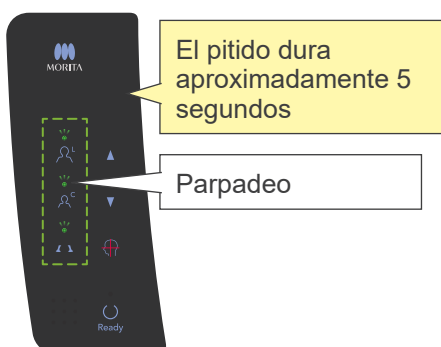 El pitido dura
aproximadamente 5
segundos
MORITA
L
Parpadeo
C
Ready